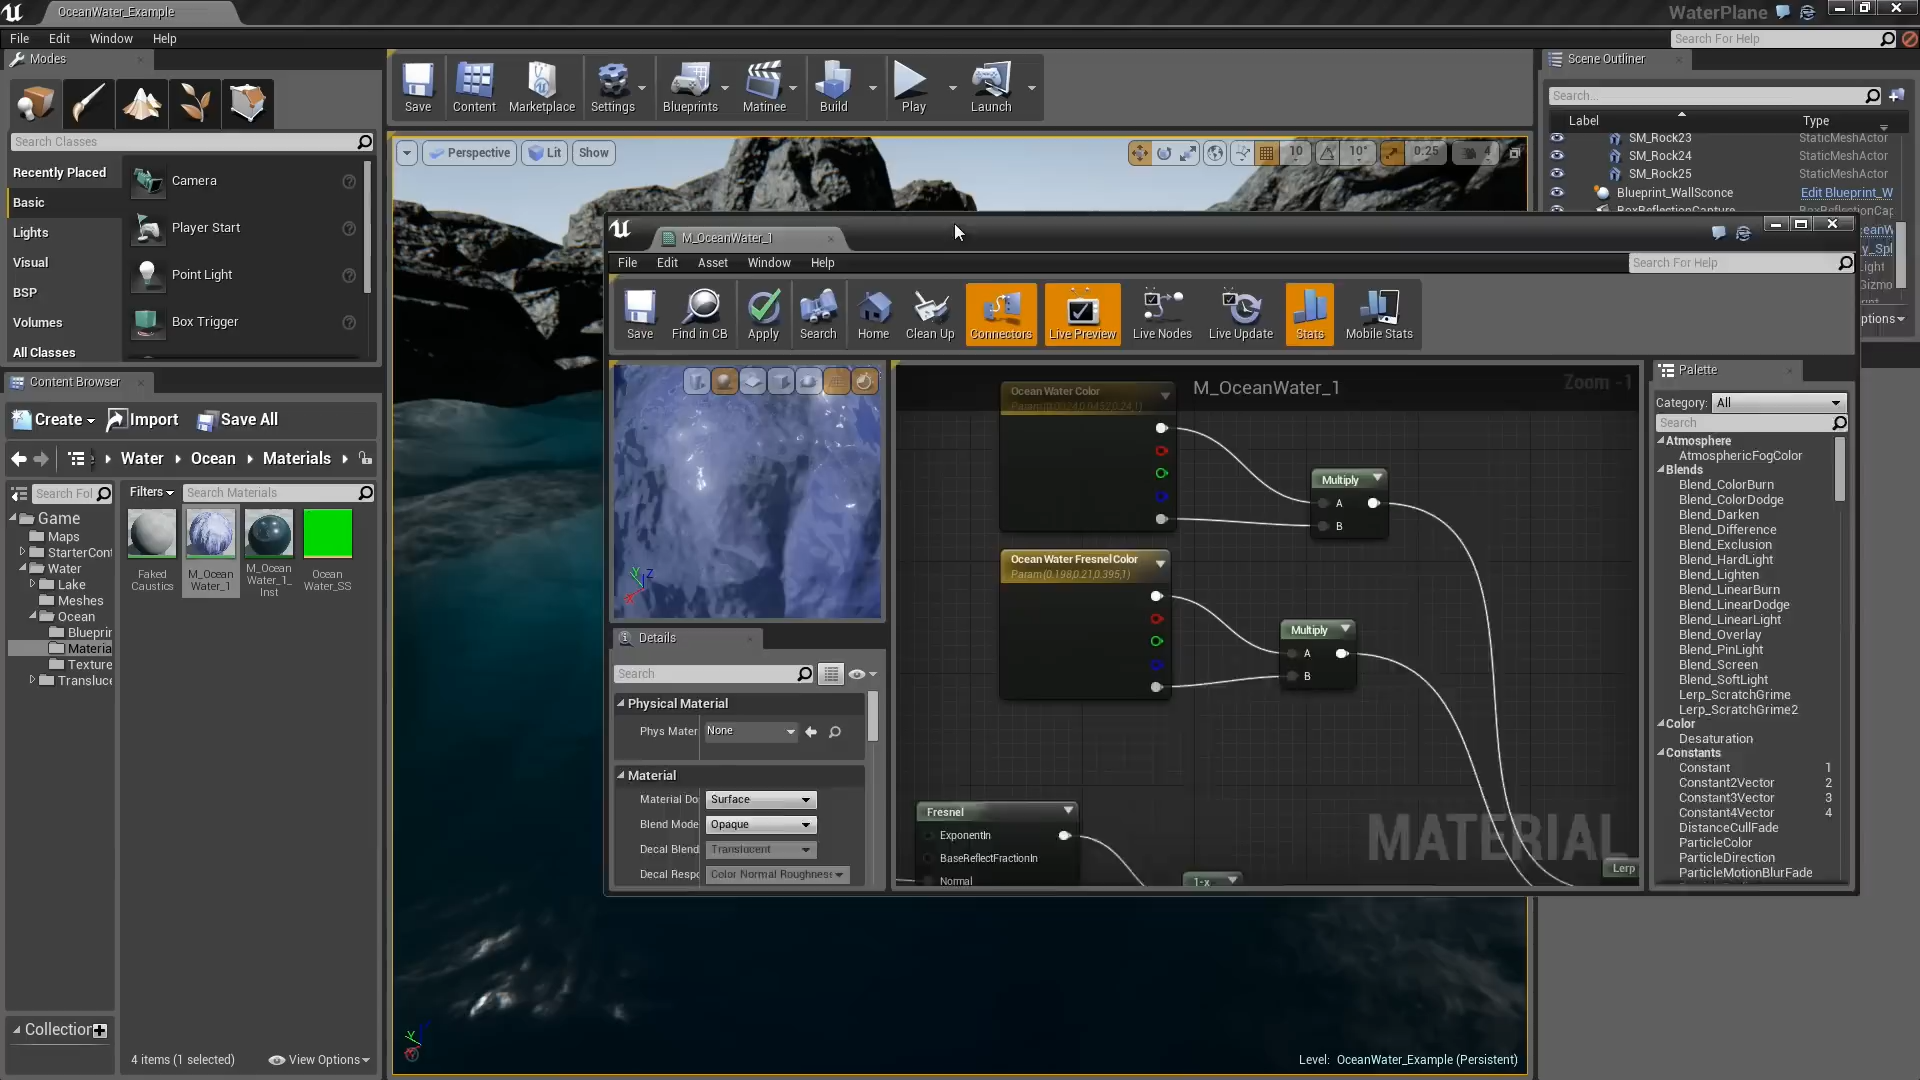 OceanWater_Example
WaterPlane
File Edit Window Help
Search For Help
Modes
Search Classes
Recently Placed
Basic
Lights
Visual
BSP
Volumes
All Classes
Camera
Player Start
Point Light
Box Trigger
Save
Content
Marketplace
Settings
Blueprints
Matinee
Build
Play
Launch
Perspective
Lit
Show
10
10°
0.25
4
Scene Outliner
Search...
Label Type
SM_Rock23 StaticMeshActor
SM_Rock24 StaticMeshActor
SM_Rock25 StaticMeshActor
Blueprint_WallSconce Edit Blueprint_W
Content Browser
Create Import Save All
Water Ocean Materials
Search Fol
Filters
Search Materials
Game
Maps
StarterCont
Water
Lake
Meshes
Ocean
Blueprin
Materia
Texture
Transluce
Faked
Caustics
M_Ocean
Water_1
M_Ocean
Water_1_
Inst
Ocean
Water_SS
Collection
4 items (1 selected)
View Options
M_OceanWater_1
File Edit Asset Window Help
Search For Help
Save
Find in CB
Apply
Search
Home
Clean Up
Connectors
Live Preview
Live Nodes
Live Update
Stats
Mobile Stats
Details
Search
Physical Material
Phys Mater None
Material
Material Do Surface
Blend Mode Opaque
Decal Blend Translucent
Decal Respo Color Normal Roughness
M_OceanWater_1
Zoom -1
Ocean Water Color
Multiply
A
B
Ocean Water Fresnel Color
Param (0.198,0.21,0.395,1)
Multiply
A
B
Fresnel
ExponentIn
BaseReflectFractionIn
Normal
1-x
Lerp
MATERIAL
Palette
Category: All
Search
Atmosphere
AtmosphericFogColor
Blends
Blend_ColorBurn
Blend_ColorDodge
Blend_Darken
Blend_Difference
Blend_Exclusion
Blend_HardLight
Blend_Lighten
Blend_LinearBurn
Blend_LinearDodge
Blend_LinearLight
Blend_Overlay
Blend_PinLight
Blend_Screen
Blend_SoftLight
Lerp_ScratchGrime
Lerp_ScratchGrime2
Color
Desaturation
Constants
Constant 1
Constant2Vector 2
Constant3Vector 3
Constant4Vector 4
DistanceCullFade
ParticleColor
ParticleDirection
ParticleMotionBlurFade
Level: OceanWater_Example (Persistent)